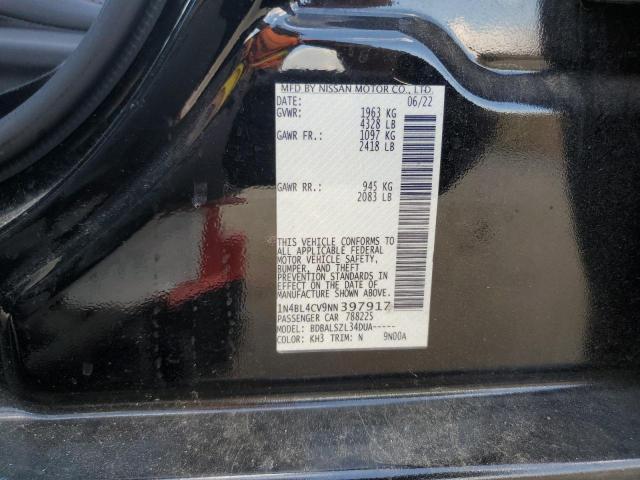 MFD BY NISSAN MOTOR CO., LTD.
DATE: 06/22
GVWR: 1963 KG
4328 LB
GAWR FR.: 1097 KG
2418 LB
GAWR RR.: 945 KG
2083 LB
THIS VEHICLE CONFORMS TO
ALL APPLICABLE FEDERAL
MOTOR VEHICLE SAFETY,
BUMPER, AND THEFT
PREVENTION STANDARDS IN
EFFECT ON THE DATE OF
MANUFACTURE SHOWN ABOVE.
1N4BL4CV9NN397917
PASSENGER CAR 788225
MODEL: BDBALSZL34DUA-----
COLOR: KH3 TRIM: N 9N00A